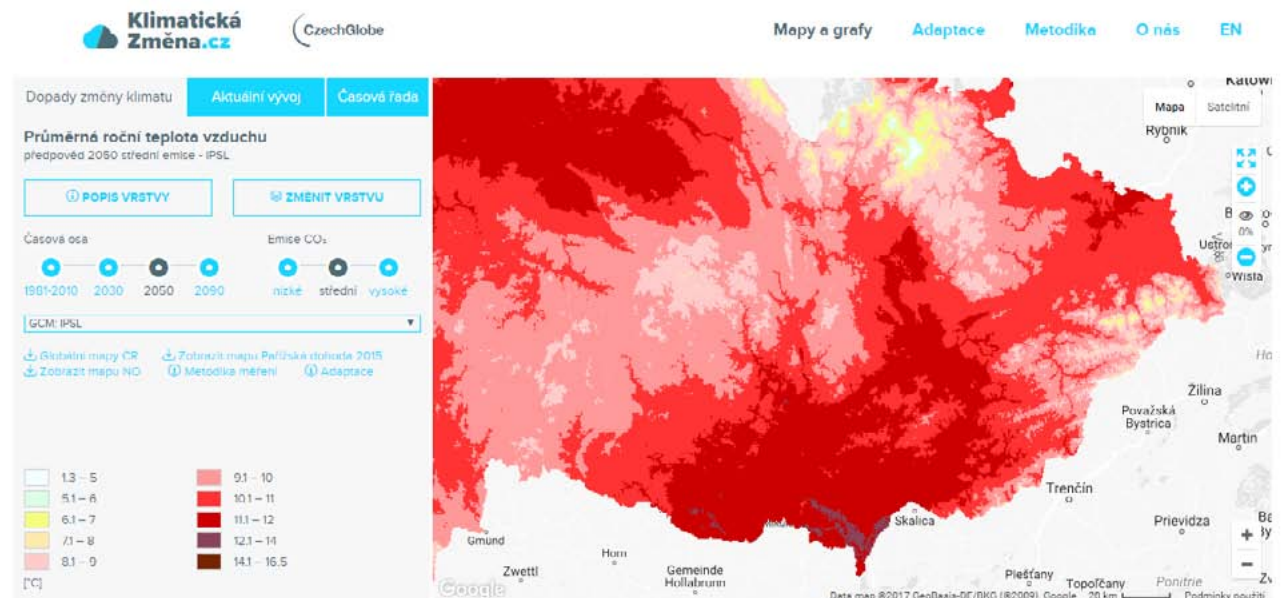 Klimatická
Změna.cz
CzechGlobe
Mapy a grafy
Adaptace
Metodika
O nás
EN
Dopady změny klimatu
Aktuální vývoj
Časová řada
Průměrná roční teplota vzduchu
předpověd 2050 střední emise - IPSL
POPIS VRSTVY
ZMĚNIT VRSTVU
Časová osa
Emise CO₂
1981-2010 2030 2050 2090
nízké střední vysoké
GCM: IPSL
Globální mapy ČR Zobrazit mapu Pařížská dohoda 2015
Zobrazit mapu NO Metodika měření Adaptace
1.3 – 5 9.1 – 10
5.1 – 6 10.1 – 11
6.1 – 7 11.1 – 12
7.1 – 8 12.1 – 14
8.1 – 9 14.1 – 16.5
[°C]
Mapa
Satelitní
Rybnik
0%
Wisła
Žilina
Považská
Bystrica
Martin
Trenčín
Prievidza
Skalica
Gmünd
Zwettl
Horn
Gemeinde
Hollabrunn
Piešťany
Topoľčany
Ponitrie
Google
Data map ©2017 GeoBasis-DE/BKG (©2009), Google
20 km
Podmínky použití